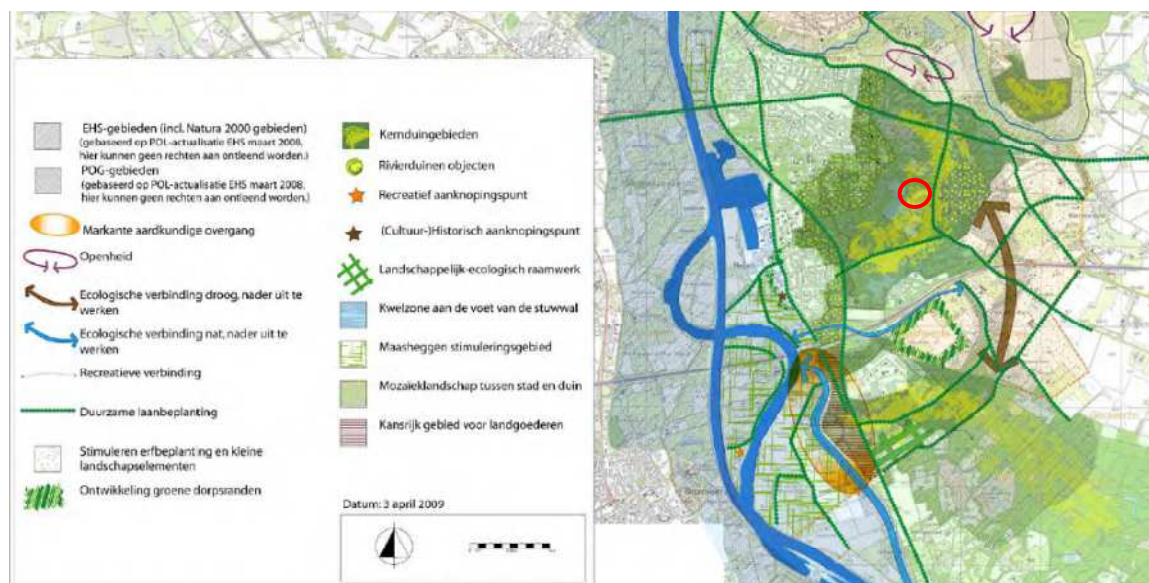 EHS-gebieden (incl. Natura 2000 gebieden)
(gebaseerd op POL-actualisatie EHS maart 2008,
hier kunnen geen rechten aan ontleend worden.)
POG-gebieden
(gebaseerd op POL-actualisatie EHS maart 2008,
hier kunnen geen rechten aan ontleend worden.)
Markante aardkundige overgang
Openheid
Ecologische verbinding droog, nader uit te
werken
Ecologische verbinding nat, nader uit te
werken
Recreatieve verbinding
Duurzame laanbeplanting
Stimuleren erfbeplanting en kleine
landschapselementen
Ontwikkeling groene dorpsranden
Kernduingebieden
Rivierduinen objecten
Recreatief aanknopingspunt
(Cultuur-)Historisch aanknopingspunt
Landschappelijk-ecologisch raamwerk
Kwelzone aan de voet van de stuwwal
Maasheggen stimuleringsgebied
Mozaïeklandschap tussen stad en duin
Kansrijk gebied voor landgoederen
Datum: 3 april 2009